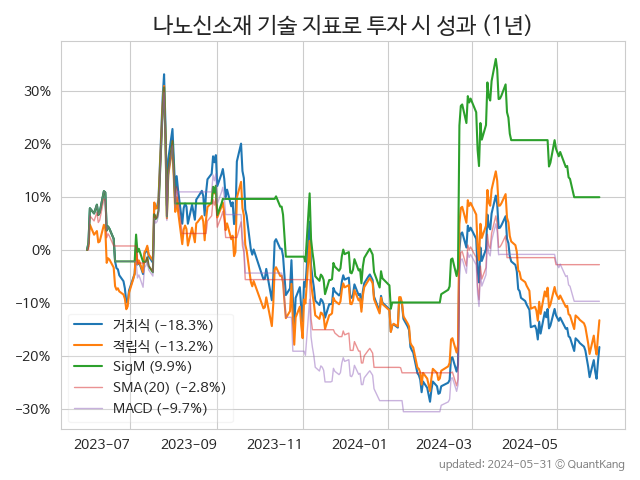 나노신소재 기술 지표로 투자 시 성과 (1년)
30%
20%
10%
0%
−10%
−20%
−30%
거치식 (−18.3%)
적립식 (−13.2%)
SigM (9.9%)
SMA(20) (−2.8%)
MACD (−9.7%)
2023−07
2023−09
2023−11
2024−01
2024−03
2024−05
updated: 2024−05−31 ⓒ QuantKang